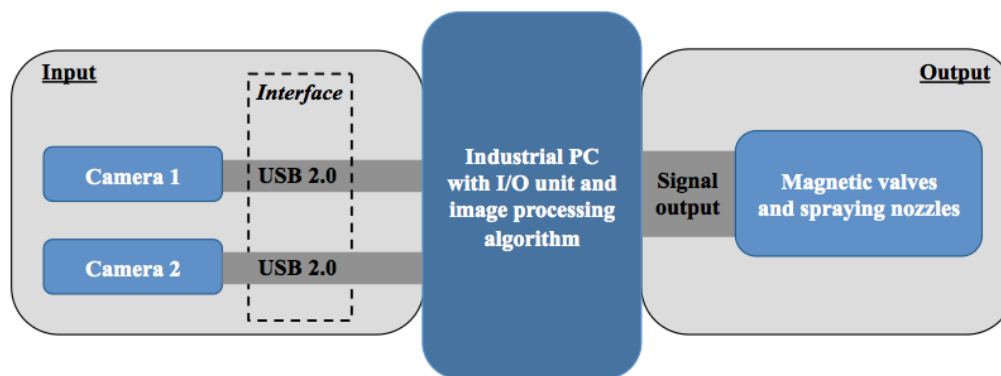 Input
Interface
Camera 1
USB 2.0
Camera 2
USB 2.0
Industrial PC
with I/O unit and
image processing
algorithm
Output
Signal
output
Magnetic valves
and spraying nozzles